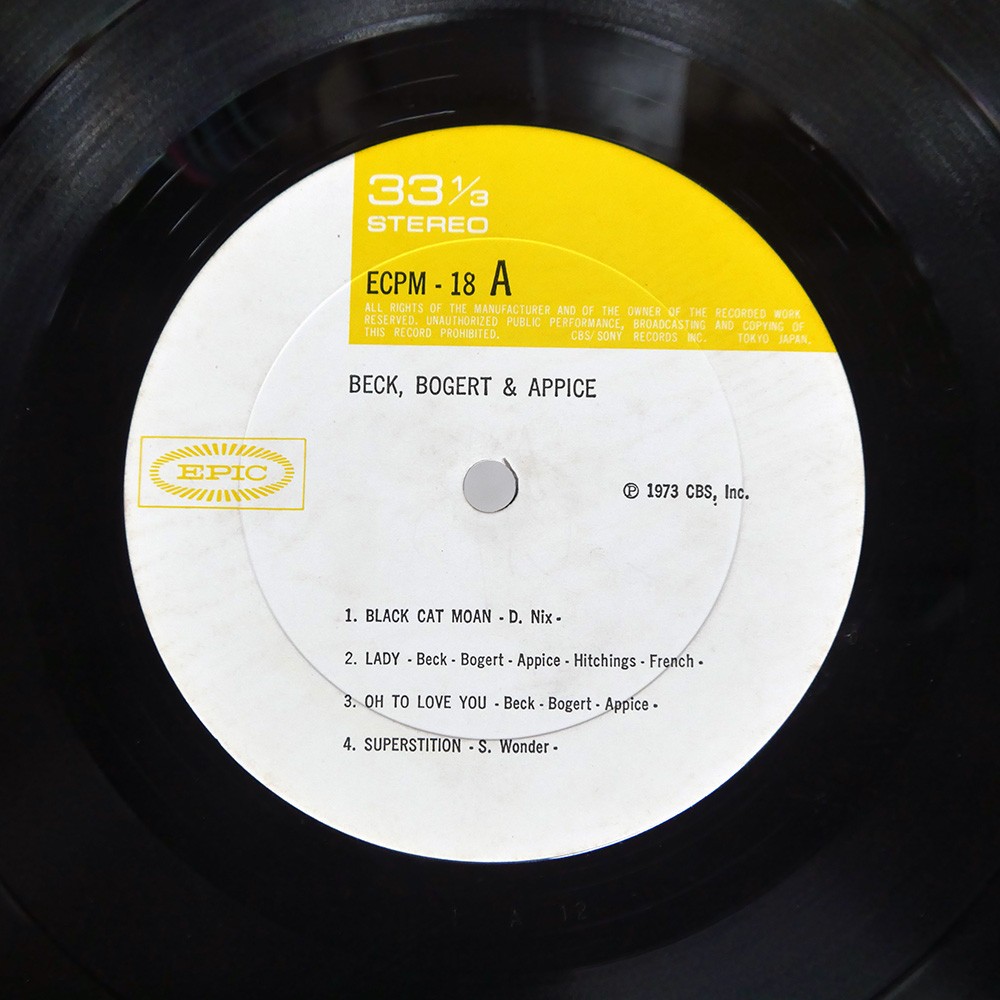 33 1/3
STEREO
ECPM - 18 A
ALL RIGHTS OF THE MANUFACTURER AND OF THE OWNER OF THE RECORDED WORK
RESERVED. UNAUTHORIZED PUBLIC PERFORMANCE, BROADCASTING AND COPYING OF
THIS RECORD PROHIBITED. CBS/SONY RECORDS INC. TOKYO JAPAN.
BECK, BOGERT & APPICE
EPIC
℗ 1973 CBS, Inc.
1. BLACK CAT MOAN - D. Nix -
2. LADY - Beck - Bogert - Appice - Hitchings - French -
3. OH TO LOVE YOU - Beck - Bogert - Appice -
4. SUPERSTITION - S. Wonder -
A 12